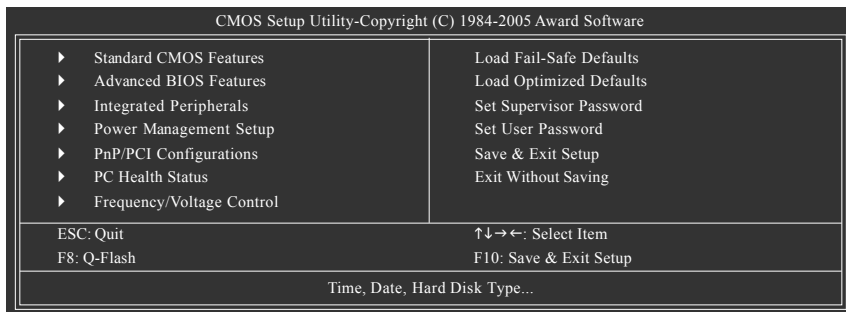 CMOS Setup Utility-Copyright (C) 1984-2005 Award Software
Standard CMOS Features
Advanced BIOS Features
Integrated Peripherals
Power Management Setup
PnP/PCI Configurations
PC Health Status
Frequency/Voltage Control
Load Fail-Safe Defaults
Load Optimized Defaults
Set Supervisor Password
Set User Password
Save & Exit Setup
Exit Without Saving
ESC: Quit
↑↓→←: Select Item
F8: Q-Flash
F10: Save & Exit Setup
Time, Date, Hard Disk Type...